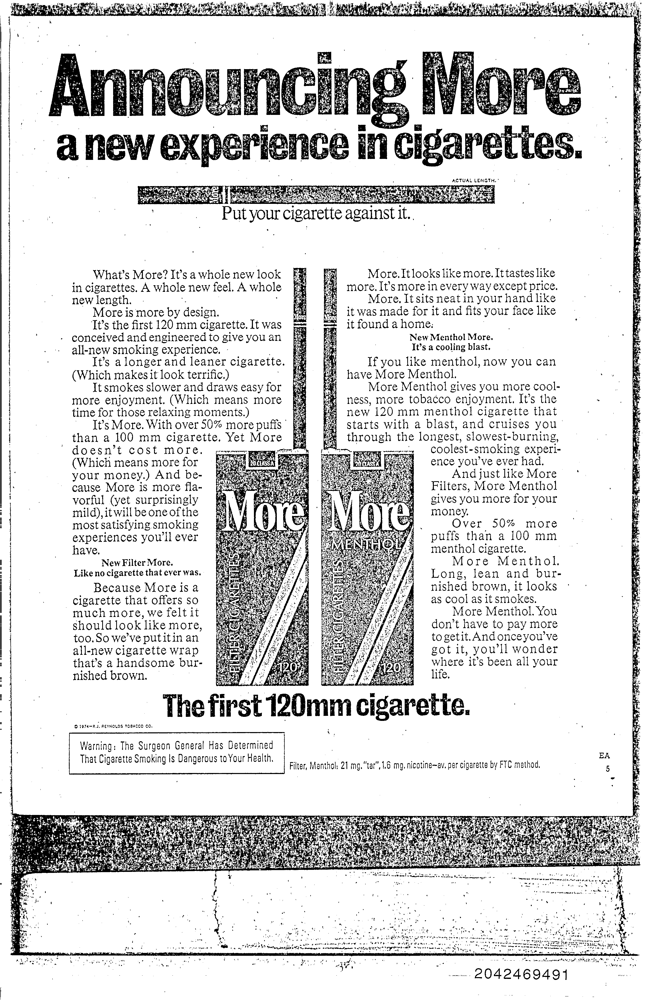 Announcing More
a new experience in cigarettes.
ACTUAL LENGTH.
Put your cigarette against it.
What's More? It's a whole new look
in cigarettes. A whole new feel. A whole
new length.
More is more by design.
It's the first 120 mm cigarette. It was
conceived and engineered to give you an
all-new smoking experience.
It's a longer and leaner cigarette.
(Which makes it look terrific.)
It smokes slower and draws easy for
more enjoyment. (Which means more
time for those relaxing moments.)
It's More. With over 50% more puffs
than a 100 mm cigarette. Yet More
doesn't cost more.
(Which means more for
your money.) And be-
cause More is more fla-
vorful (yet surprisingly
mild), it will be one of the
most satisfying smoking
experiences you'll ever
have.
New Filter More.
Like no cigarette that ever was.
Because More is a
cigarette that offers so
much more, we felt it
should look like more,
too. So we've put it in an
all-new cigarette wrap
that's a handsome bur-
nished brown.
More
FILTER CIGARETTES
120
More
MENTHOL
FILTER CIGARETTES
120
More. It looks like more. It tastes like
more. It's more in every way except price.
More. It sits neat in your hand like
it was made for it and fits your face like
it found a home.
New Menthol More.
It's a cooling blast.
If you like menthol, now you can
have More Menthol.
More Menthol gives you more cool-
ness, more tobacco enjoyment. It's the
new 120 mm menthol cigarette that
starts with a blast, and cruises you
through the longest, slowest-burning,
coolest-smoking experi-
ence you've ever had.
And just like More
Filters, More Menthol
gives you more for your
money.
Over 50% more
puffs than a 100 mm
menthol cigarette.
More Menthol.
Long, lean and bur-
nished brown, it looks
as cool as it smokes.
More Menthol. You
don't have to pay more
to get it. And once you've
got it, you'll wonder
where it's been all your
life.
The first 120mm cigarette.
© 1974—R.J. REYNOLDS TOBACCO CO.
Warning: The Surgeon General Has Determined
That Cigarette Smoking Is Dangerous to Your Health.
Filter, Menthol: 21 mg. "tar", 1.6 mg. nicotine—av. per cigarette by FTC method.
EA
5
2042469491